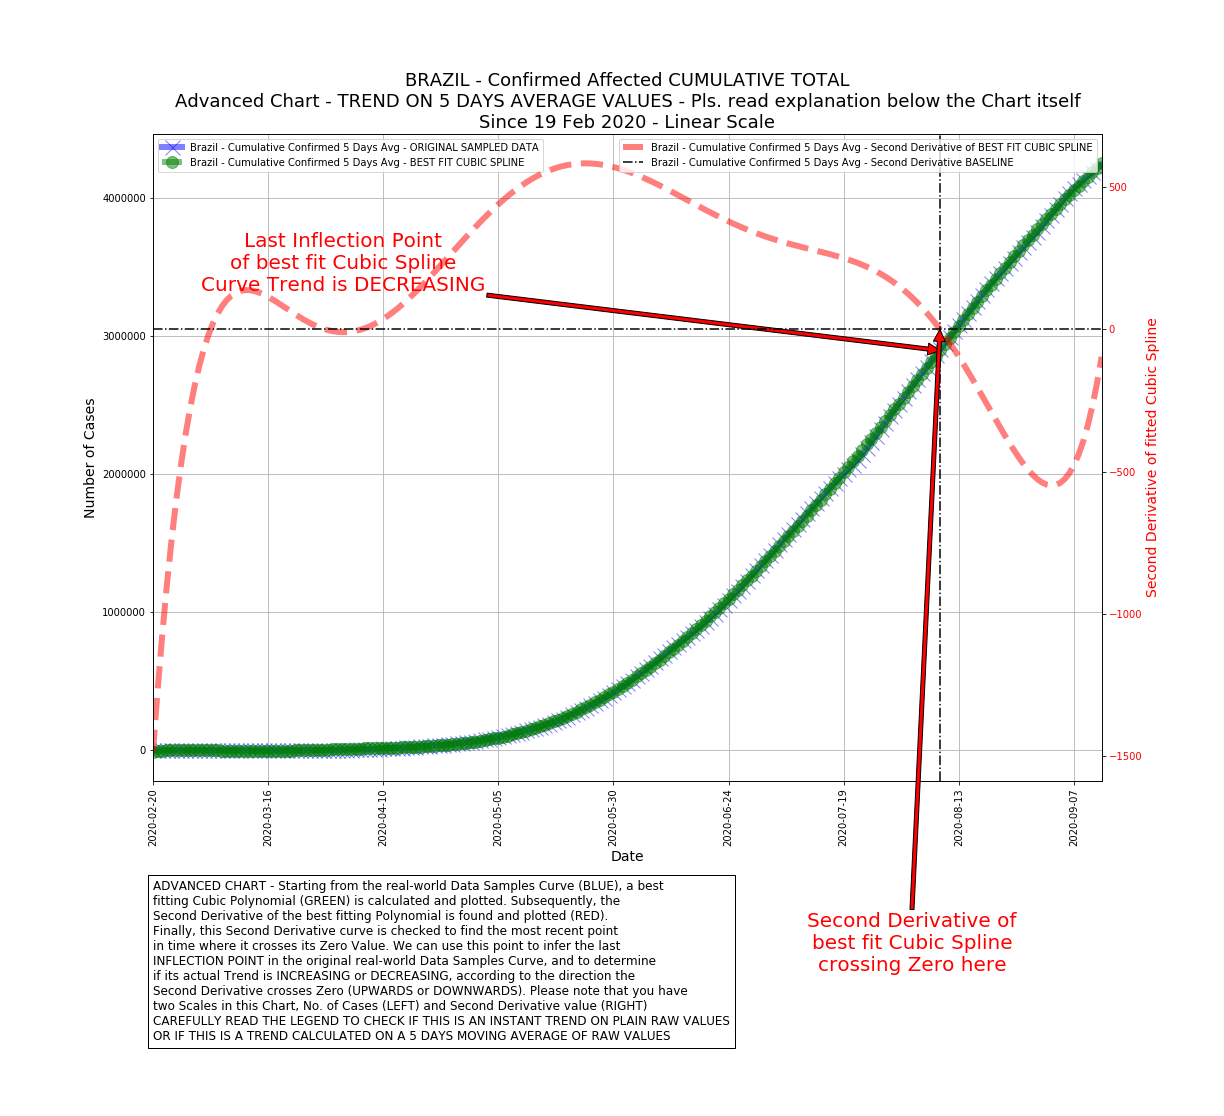 BRAZIL - Confirmed Affected CUMULATIVE TOTAL
Advanced Chart - TREND ON 5 DAYS AVERAGE VALUES - Pls. read explanation below the Chart itself
Since 19 Feb 2020 - Linear Scale
Brazil - Cumulative Confirmed 5 Days Avg - ORIGINAL SAMPLED DATA
Brazil - Cumulative Confirmed 5 Days Avg - BEST FIT CUBIC SPLINE
Brazil - Cumulative Confirmed 5 Days Avg - Second Derivative of BEST FIT CUBIC SPLINE
Brazil - Cumulative Confirmed 5 Days Avg - Second Derivative BASELINE
Last Inflection Point
of best fit Cubic Spline
Curve Trend is DECREASING
Number of Cases
4000000
3000000
2000000
1000000
0
500
0
−500
−1000
−1500
Second Derivative of fitted Cubic Spline
2020-02-20
2020-03-16
2020-04-10
2020-05-05
2020-05-30
2020-06-24
2020-07-19
2020-08-13
2020-09-07
Date
ADVANCED CHART - Starting from the real-world Data Samples Curve (BLUE), a best
fitting Cubic Polynomial (GREEN) is calculated and plotted. Subsequently, the
Second Derivative of the best fitting Polynomial is found and plotted (RED).
Finally, this Second Derivative curve is checked to find the most recent point
in time where it crosses its Zero Value. We can use this point to infer the last
INFLECTION POINT in the original real-world Data Samples Curve, and to determine
if its actual Trend is INCREASING or DECREASING, according to the direction the
Second Derivative crosses Zero (UPWARDS or DOWNWARDS). Please note that you have
two Scales in this Chart, No. of Cases (LEFT) and Second Derivative value (RIGHT)
CAREFULLY READ THE LEGEND TO CHECK IF THIS IS AN INSTANT TREND ON PLAIN RAW VALUES
OR IF THIS IS A TREND CALCULATED ON A 5 DAYS MOVING AVERAGE OF RAW VALUES
Second Derivative of
best fit Cubic Spline
crossing Zero here